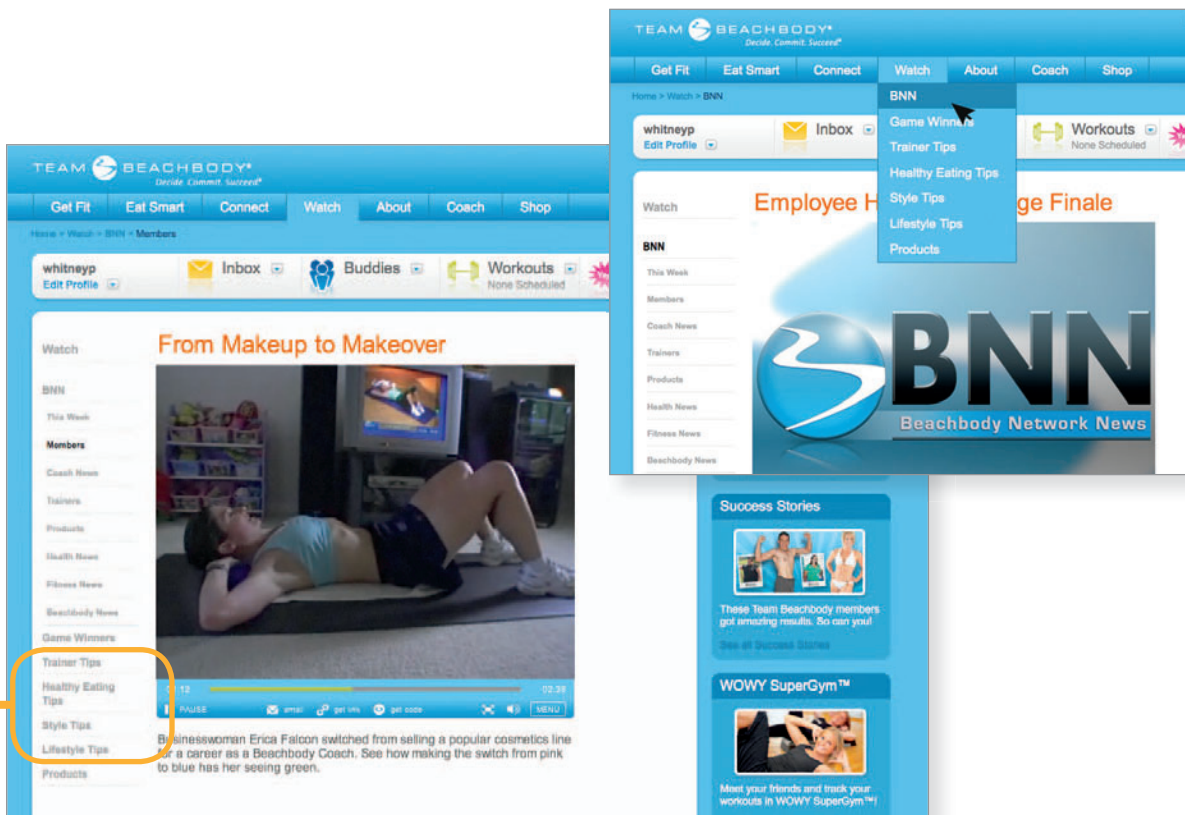 TEAM BEACHBODY®
Decide. Commit. Succeed®
Get Fit Eat Smart Connect Watch About Coach Shop
Home > Watch > BNN
BNN
Game Winners
Trainer Tips
Healthy Eating Tips
Style Tips
Lifestyle Tips
Products
whitneyp
Edit Profile
Inbox
Workouts
None Scheduled
Watch
BNN
This Week
Members
Coach News
Trainers
Products
Health News
Fitness News
Beachbody News
Employee H ge Finale
BNN
Beachbody Network News
TEAM BEACHBODY®
Decide. Commit. Succeed®
Get Fit Eat Smart Connect Watch About Coach Shop
Home > Watch > BNN > Members
whitneyp
Edit Profile
Inbox
Buddies
Workouts
None Scheduled
Watch
BNN
This Week
Members
Coach News
Trainers
Products
Health News
Fitness News
Beachbody News
Game Winners
Trainer Tips
Healthy Eating
Tips
Style Tips
Lifestyle Tips
Products
From Makeup to Makeover
02:38
PAUSE email get link get code MENU
Businesswoman Erica Falcon switched from selling a popular cosmetics line
for a career as a Beachbody Coach. See how making the switch from pink
to blue has her seeing green.
Success Stories
These Team Beachbody members
got amazing results. So can you!
See all Success Stories
WOWY SuperGym™
Meet your friends and track your
workouts in WOWY SuperGym™!